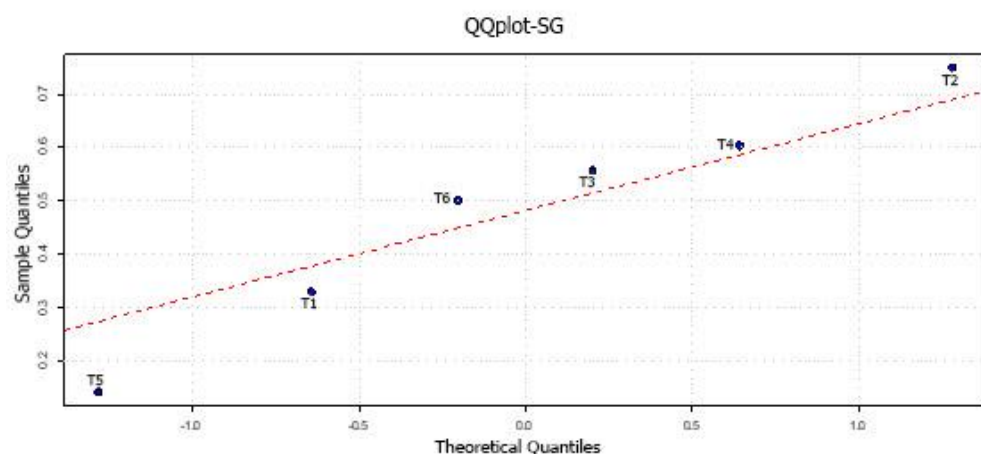 QQplot-SG
Sample Quantiles
0.7
0.6
0.5
0.4
0.3
0.2
T2
T4
T3
T6
T1
T5
-1.0
-0.5
0.0
0.5
1.0
Theoretical Quantiles